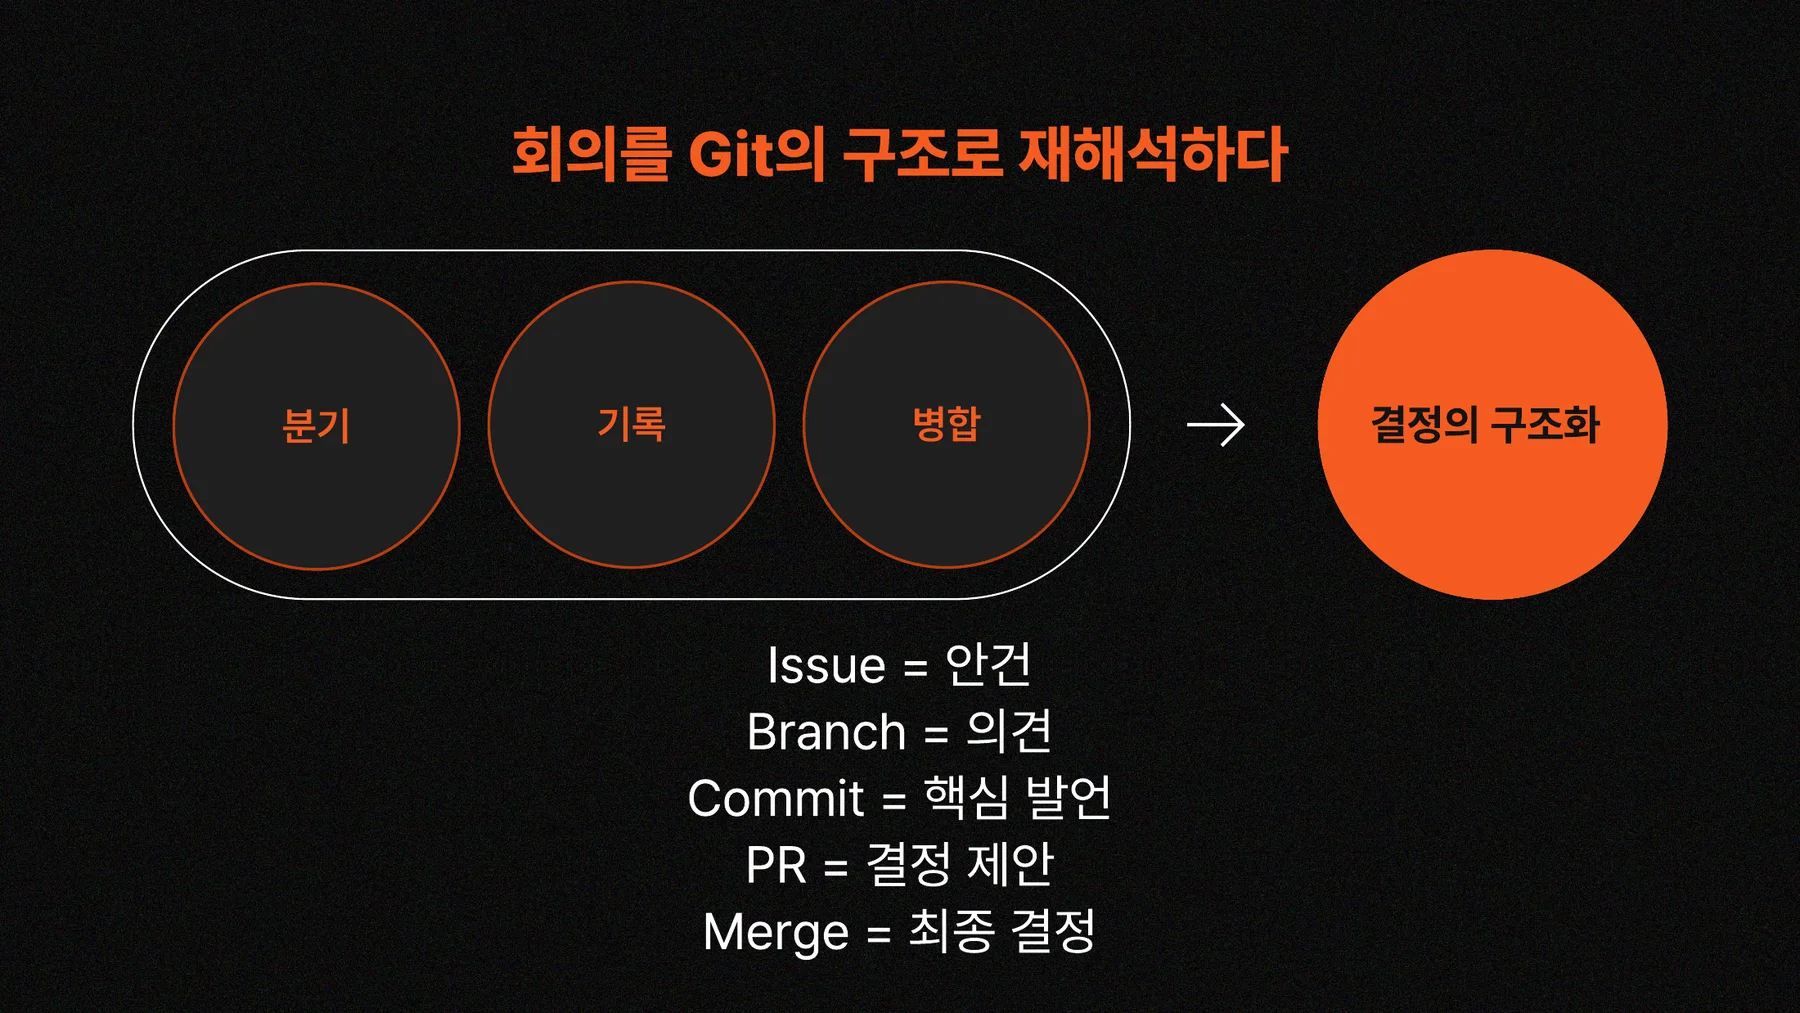 회의를 Git의 구조로 재해석하다
분기
기록
병합
결정의 구조화
Issue = 안건
Branch = 의견
Commit = 핵심 발언
PR = 결정 제안
Merge = 최종 결정